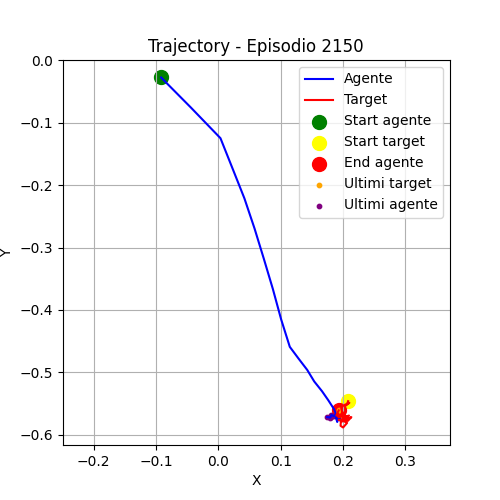 Trajectory - Episodio 2150
Agente
Target
Start agente
Start target
End agente
Ultimi target
Ultimi agente
0.0
−0.1
−0.2
−0.3
−0.4
−0.5
−0.6
Y
−0.2
−0.1
0.0
0.1
0.2
0.3
X